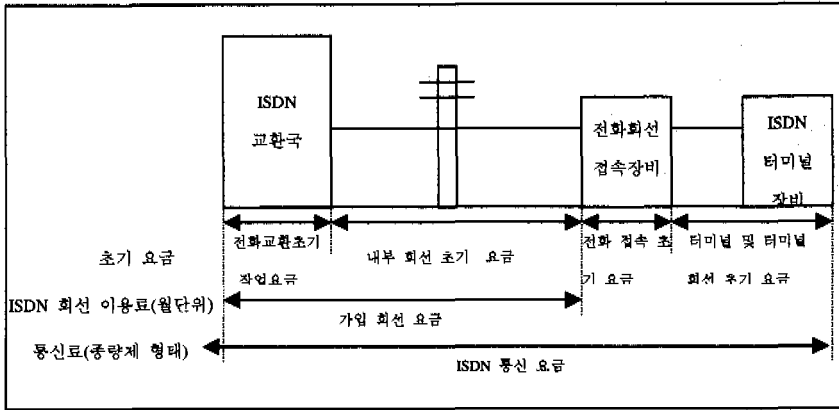 ISDN
교환국
전화회선
접속장비
ISDN
터미널
장비
초기 요금
전화교환초기
작업요금
내부 회선 초기 요금
전화 접속 초
기 요금
터미널 및 터미널
회선 후기 요금
ISDN 회선 이용료(월단위)
가입 회선 요금
통신료(종량제 형태)
ISDN 통신 요금